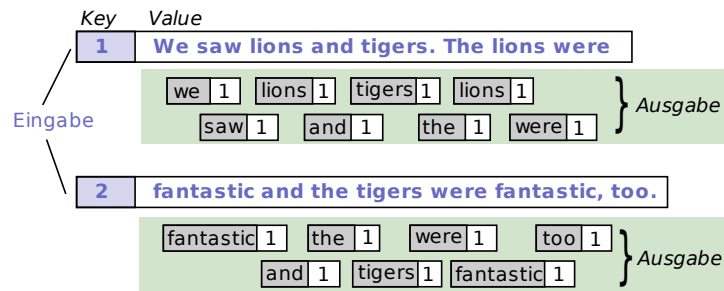 Key Value
1 We saw lions and tigers. The lions were
we 1 lions 1 tigers 1 lions 1
Eingabe
saw 1 and 1 the 1 were 1
} Ausgabe
2 fantastic and the tigers were fantastic, too.
fantastic 1 the 1 were 1 too 1
and 1 tigers 1 fantastic 1
} Ausgabe